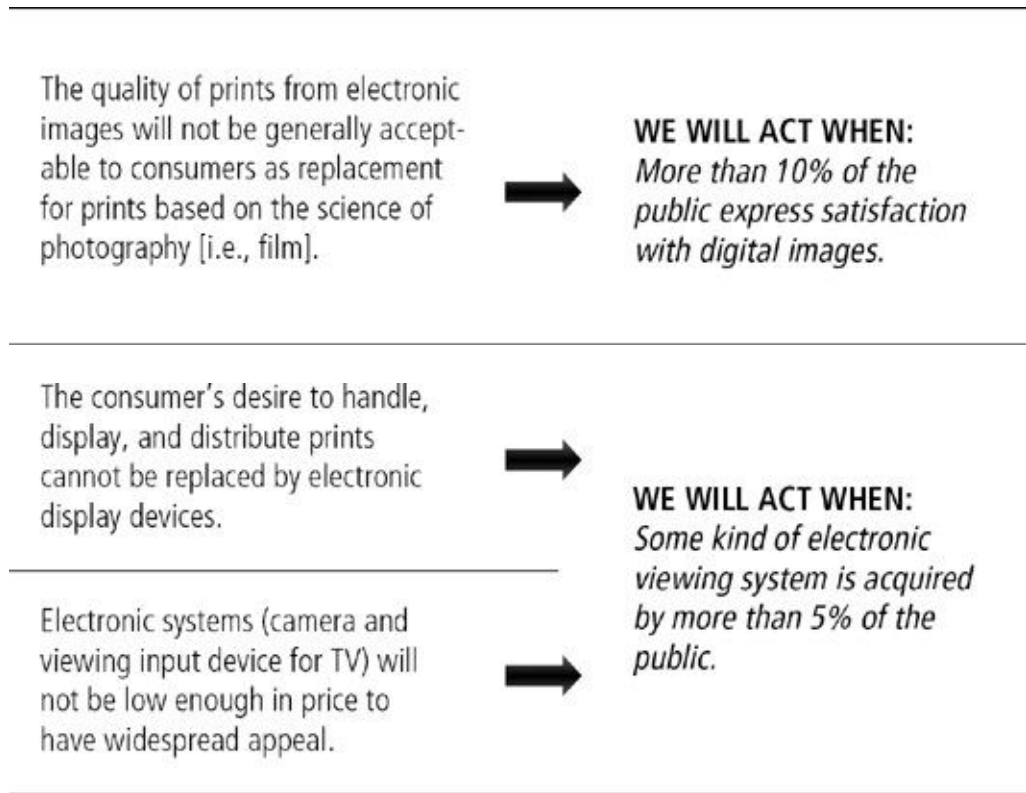 The quality of prints from electronic
images will not be generally accept-
able to consumers as replacement
for prints based on the science of
photography [i.e., film].
WE WILL ACT WHEN:
More than 10% of the
public express satisfaction
with digital images.
The consumer's desire to handle,
display, and distribute prints
cannot be replaced by electronic
display devices.
Electronic systems (camera and
viewing input device for TV) will
not be low enough in price to
have widespread appeal.
WE WILL ACT WHEN:
Some kind of electronic
viewing system is acquired
by more than 5% of the
public.